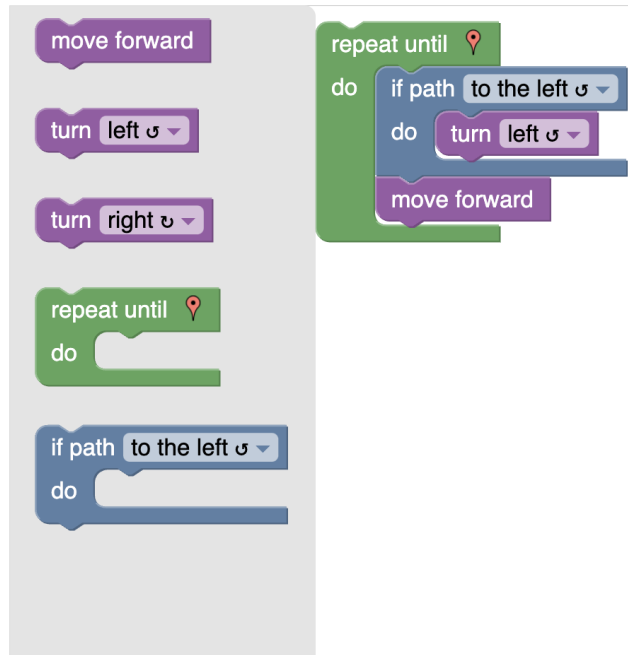 move forward
turn left ↺
turn right ↻
repeat until
do
if path to the left ↺
do
repeat until
do if path to the left ↺
do turn left ↺
move forward